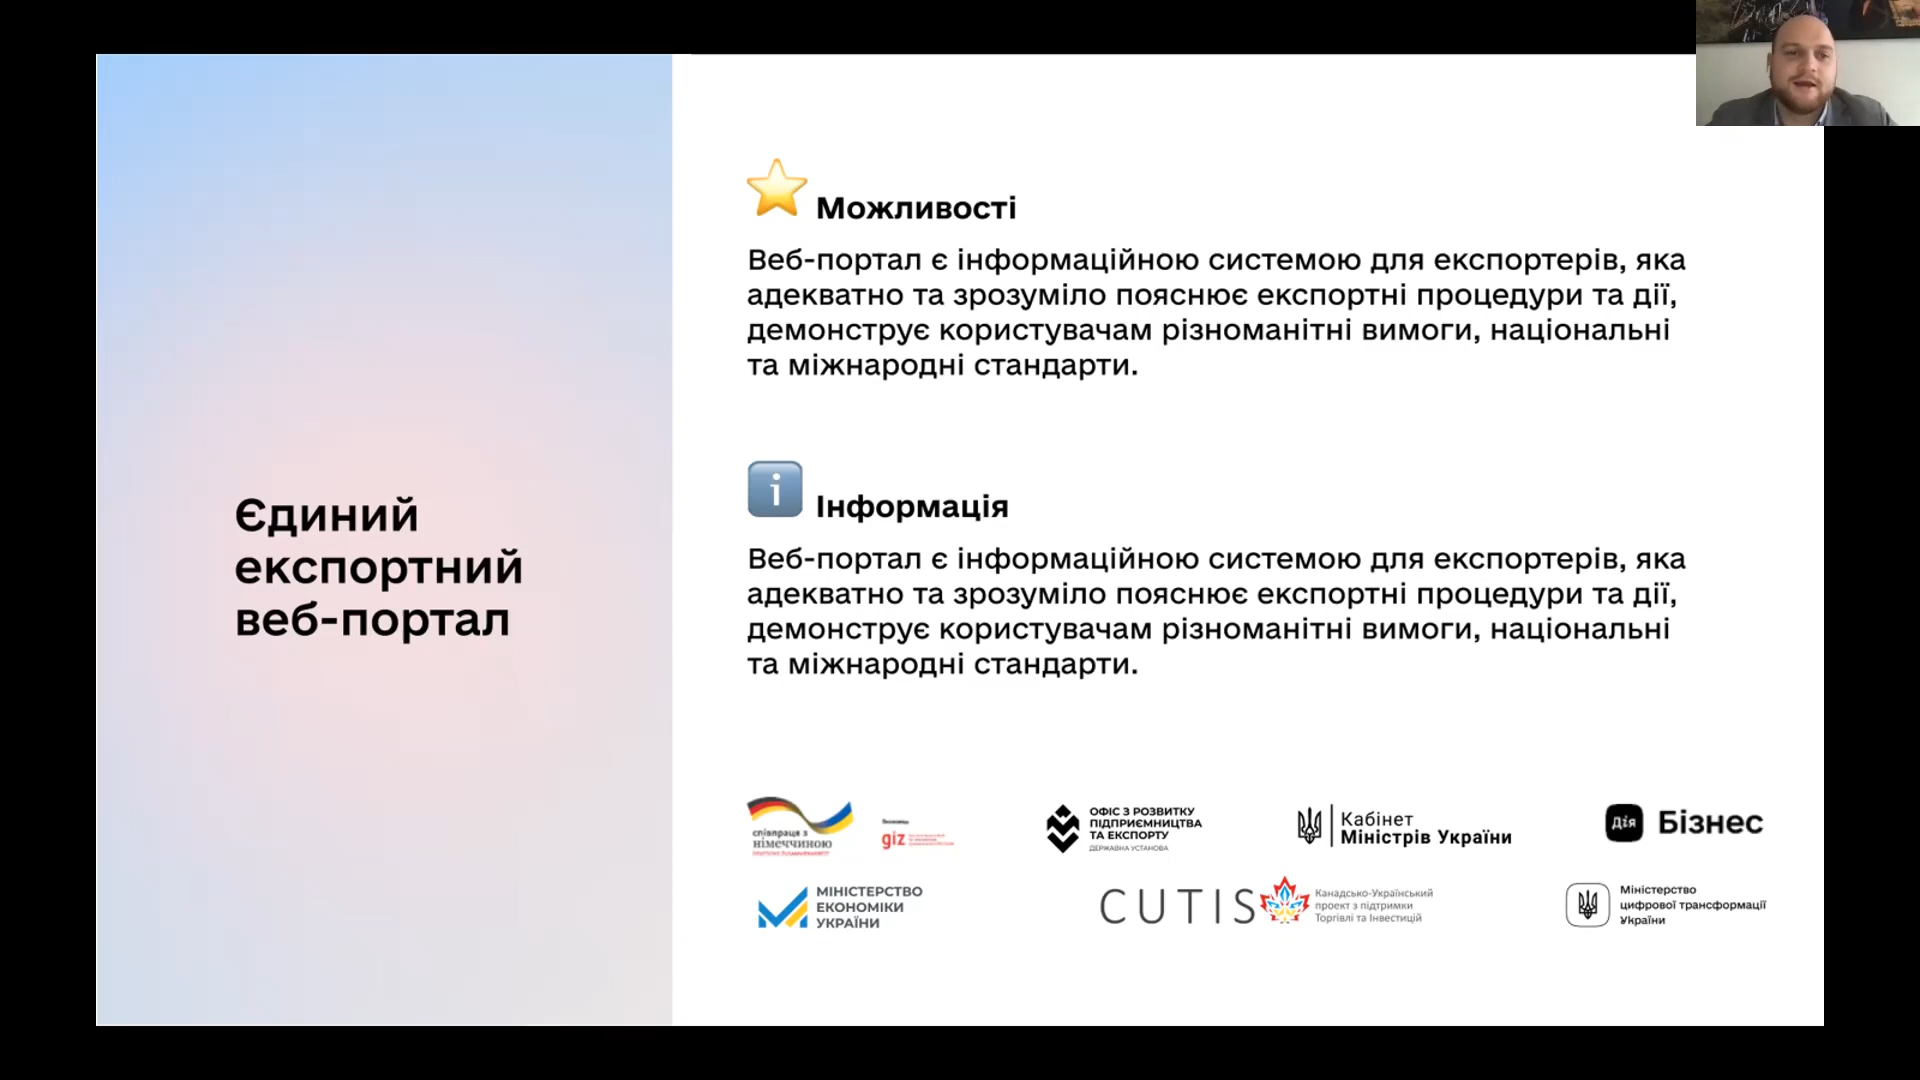 Єдиний
експортний
веб-портал
Можливості
Веб-портал є інформаційною системою для експортерів, яка
адекватно та зрозуміло пояснює експортні процедури та дії,
демонструє користувачам різноманітні вимоги, національні
та міжнародні стандарти.
i
Інформація
Веб-портал є інформаційною системою для експортерів, яка
адекватно та зрозуміло пояснює експортні процедури та дії,
демонструє користувачам різноманітні вимоги, національні
та міжнародні стандарти.
співпраця з
німеччиною
giz
ОФІС З РОЗВИТКУ
ПІДПРИЄМНИЦТВА
ТА ЕКСПОРТУ
ДЕРЖАВНА УСТАНОВА
Кабінет
Міністрів України
Дія Бізнес
МІНІСТЕРСТВО
ЕКОНОМІКИ
УКРАЇНИ
CUTIS
Канадсько-Український
проект з підтримки
Торгівлі та Інвестицій
Міністерство
цифрової трансформації
України